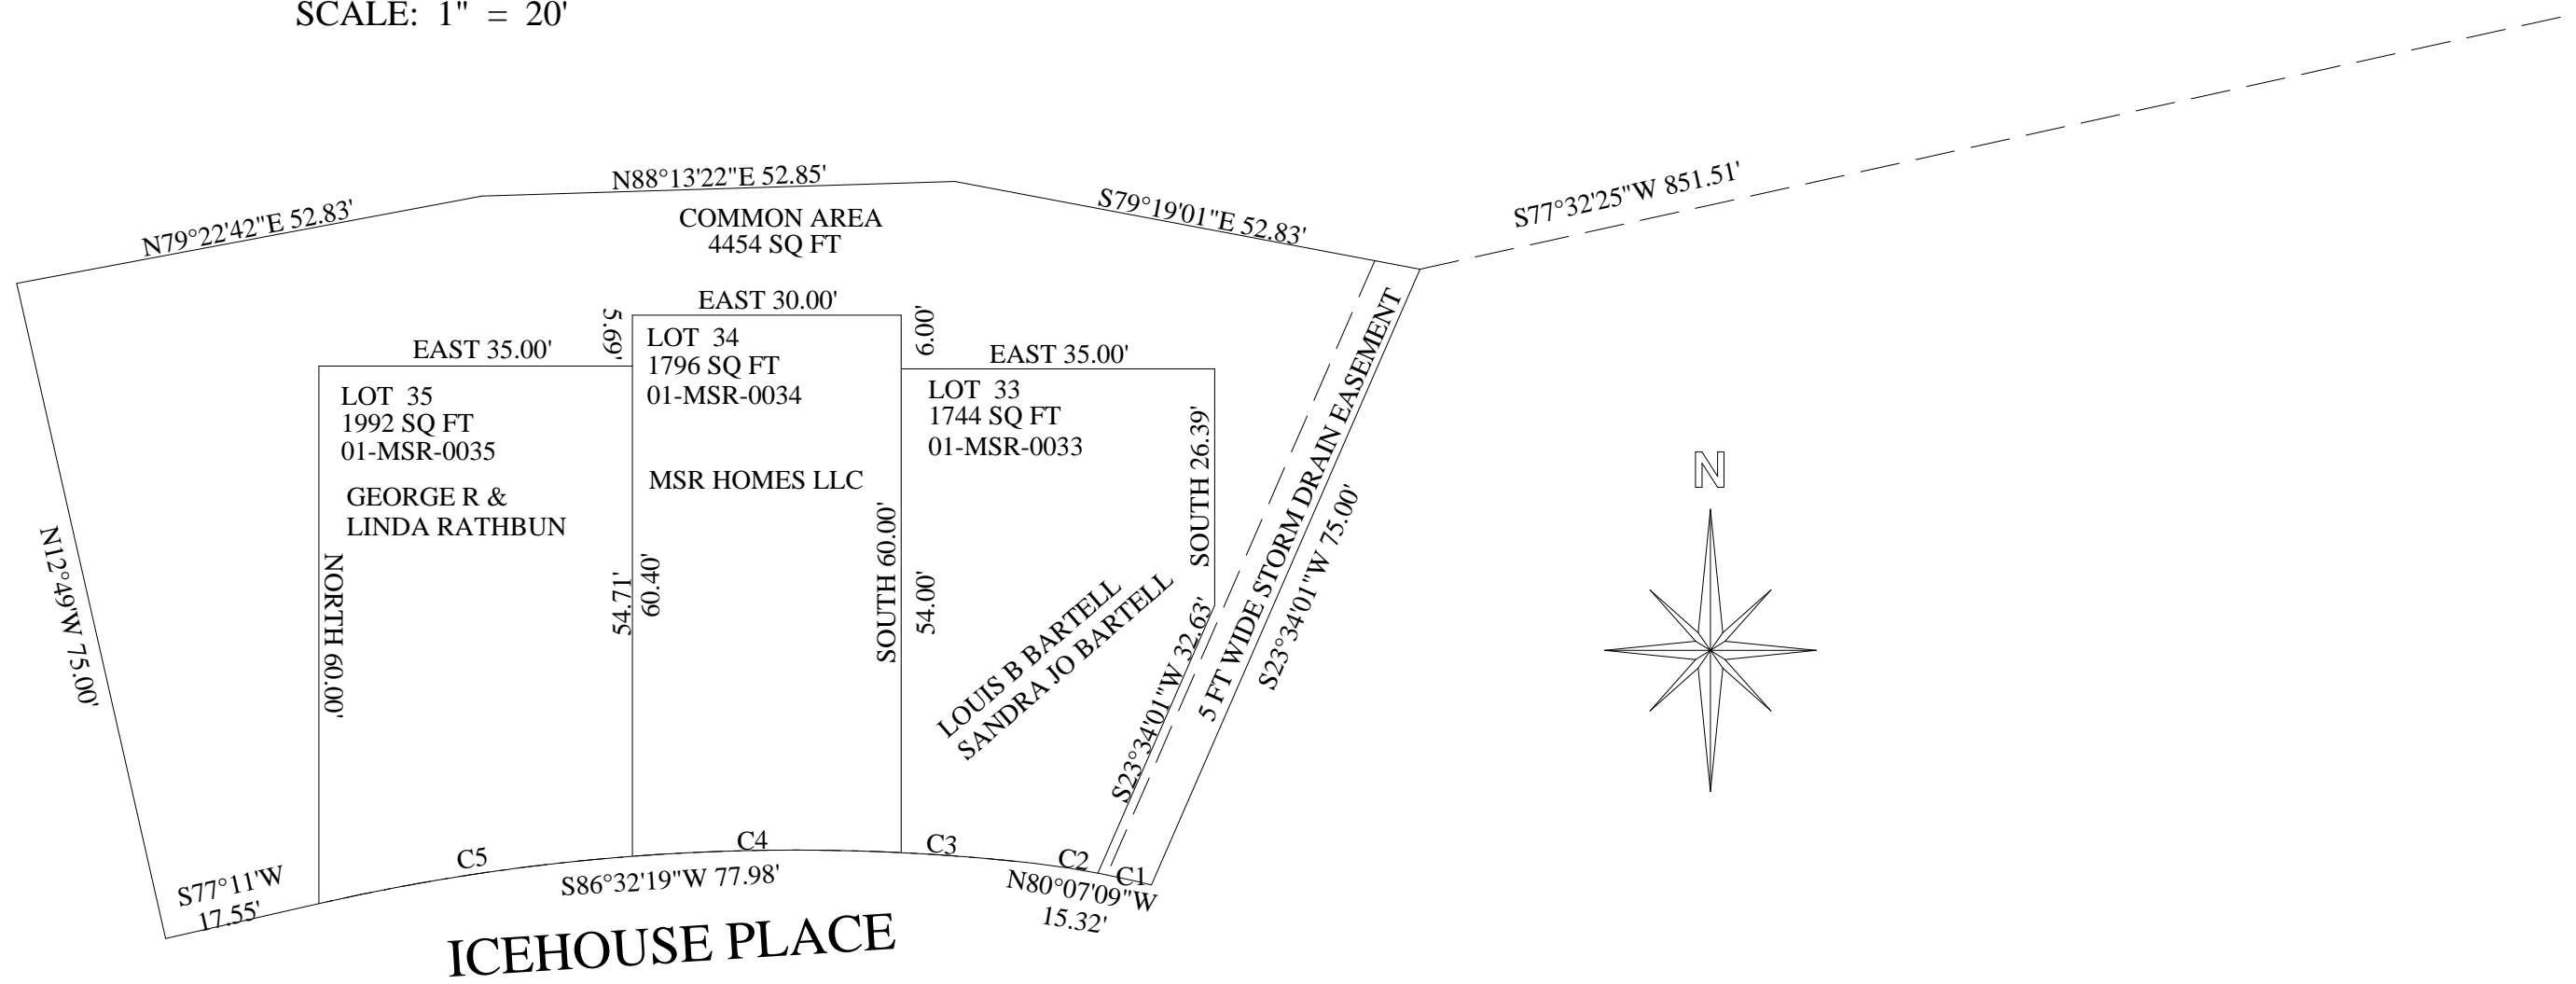 SCALE: 1" = 20'
S77°32'25"W 851.51'
N88°13'22"E 52.85'
N79°22'42"E 52.83'
S79°19'01"E 52.83'
COMMON AREA
4454 SQ FT
EAST 30.00'
5.69'
6.00'
EAST 35.00'
EAST 35.00'
LOT 34
1796 SQ FT
01-MSR-0034
MSR HOMES LLC
LOT 35
1992 SQ FT
01-MSR-0035
GEORGE R &
LINDA RATHBUN
LOT 33
1744 SQ FT
01-MSR-0033
LOUIS B BARTELL
SANDRA JO BARTELL
SOUTH 26.39'
5 FT WIDE STORM DRAIN EASEMENT
S23°34'01"W 75.00'
S23°34'01"W 32.63'
N
N12°49'W 75.00'
NORTH 60.00'
54.71'
60.40'
SOUTH 60.00'
54.00'
C5
C4
C3
C2
C1
S77°11'W
17.55'
S86°32'19"W 77.98'
N80°07'09"W
15.32'
ICEHOUSE PLACE